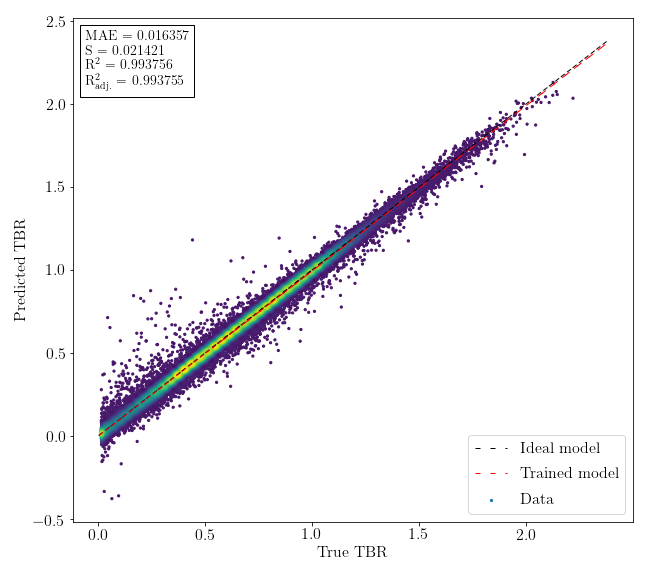 MAE = 0.016357
S = 0.021421
R² = 0.993756
R²adj. = 0.993755
2.5
2.0
1.5
1.0
0.5
0.0
−0.5
Predicted TBR
Ideal model
Trained model
Data
0.0 0.5 1.0 1.5 2.0
True TBR